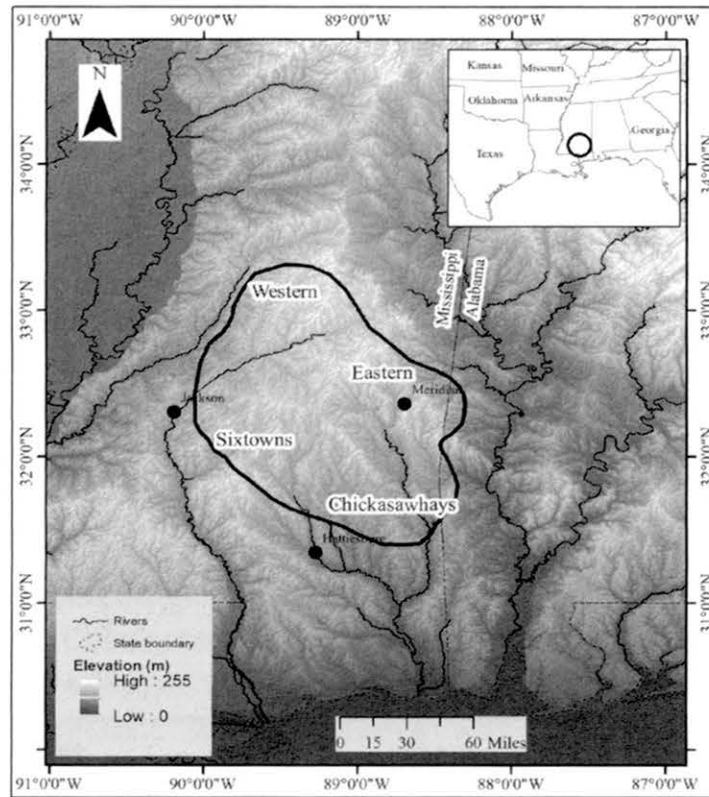 91°0'0"W 90°0'0"W 89°0'0"W 88°0'0"W 87°0'0"W
N
Kansas
Missouri
Oklahoma
Arkansas
Texas
Georgia
34°0'0"N
34°0'0"N
Mississippi
Alabama
33°0'0"N
33°0'0"N
Western
Eastern
Meridian
Jackson
Sixtowns
32°0'0"N
32°0'0"N
Chickasawhays
Hattiesburg
31°0'0"N
31°0'0"N
Rivers
State boundary
Elevation (m)
High : 255
Low : 0
0 15 30 60 Miles
91°0'0"W 90°0'0"W 89°0'0"W 88°0'0"W 87°0'0"W